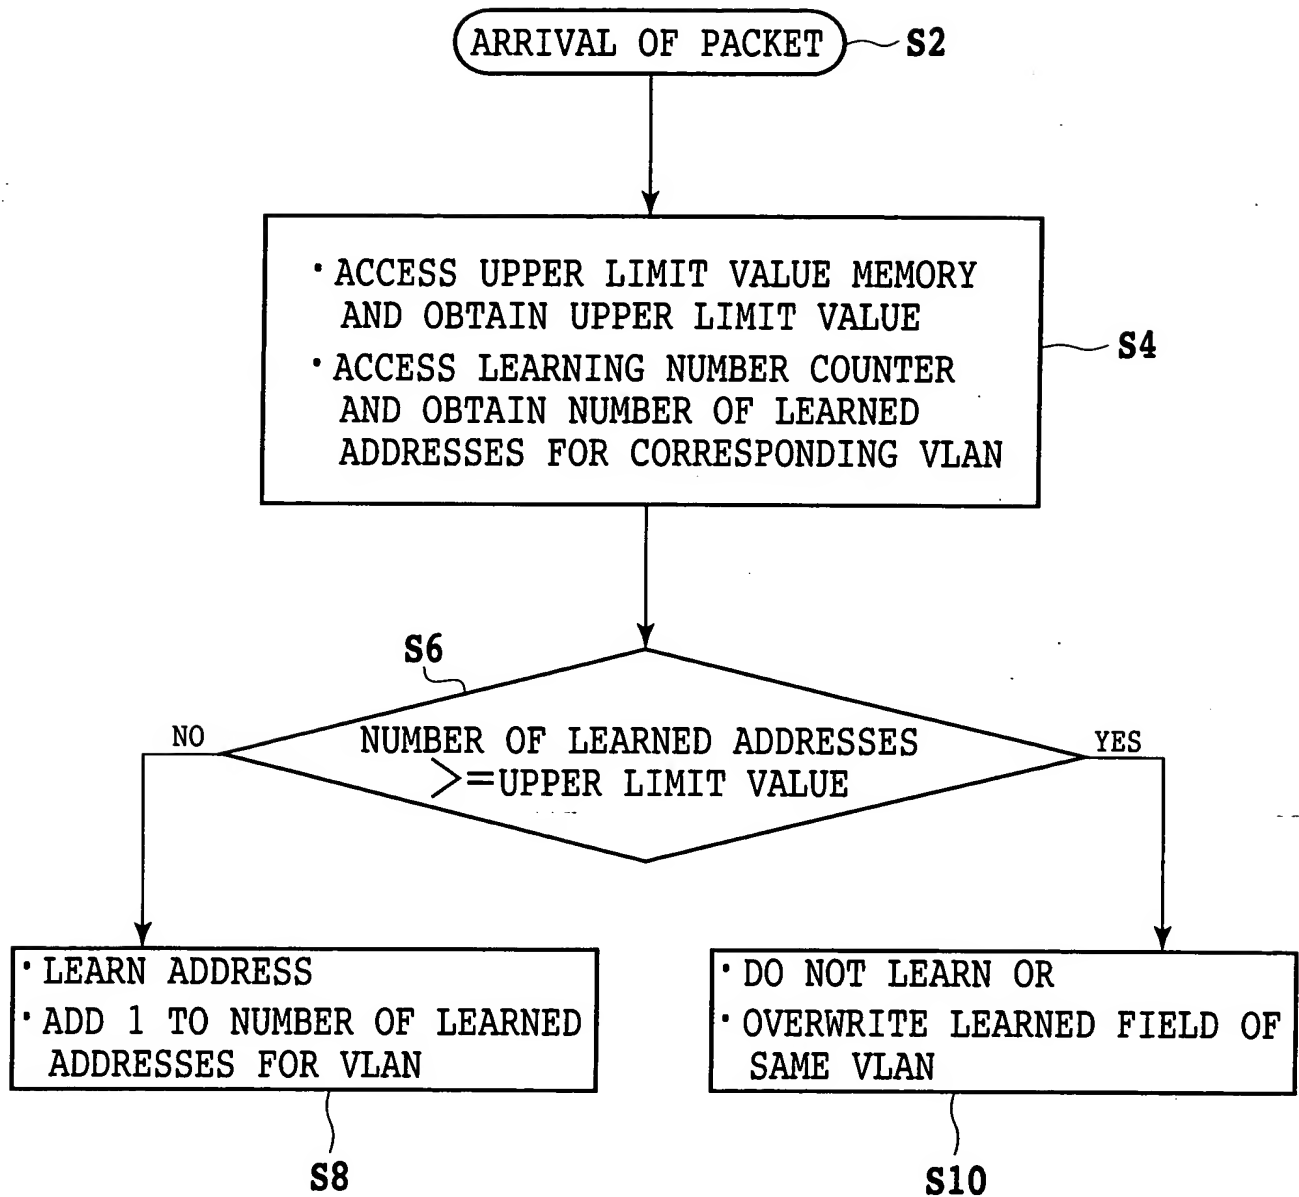 ARRIVAL OF PACKET S2
・ACCESS UPPER LIMIT VALUE MEMORY
AND OBTAIN UPPER LIMIT VALUE
・ACCESS LEARNING NUMBER COUNTER
AND OBTAIN NUMBER OF LEARNED
ADDRESSES FOR CORRESPONDING VLAN
S4
S6
NO
NUMBER OF LEARNED ADDRESSES
>=UPPER LIMIT VALUE
YES
・LEARN ADDRESS
・ADD 1 TO NUMBER OF LEARNED
ADDRESSES FOR VLAN
S8
・DO NOT LEARN OR
・OVERWRITE LEARNED FIELD OF
SAME VLAN
S10